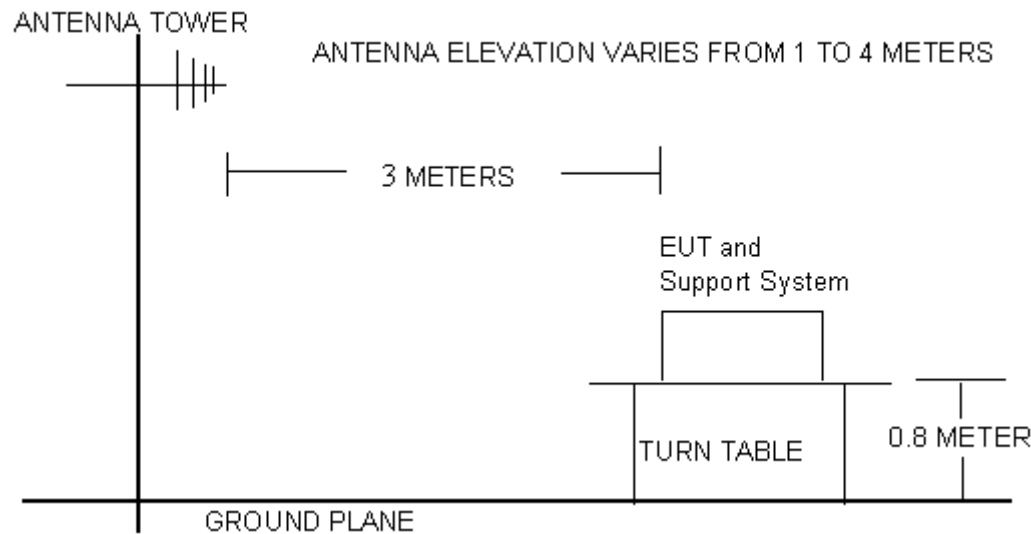 ANTENNA TOWER
ANTENNA ELEVATION VARIES FROM 1 TO 4 METERS
3 METERS
EUT and
Support System
0.8 METER
TURN TABLE
GROUND PLANE